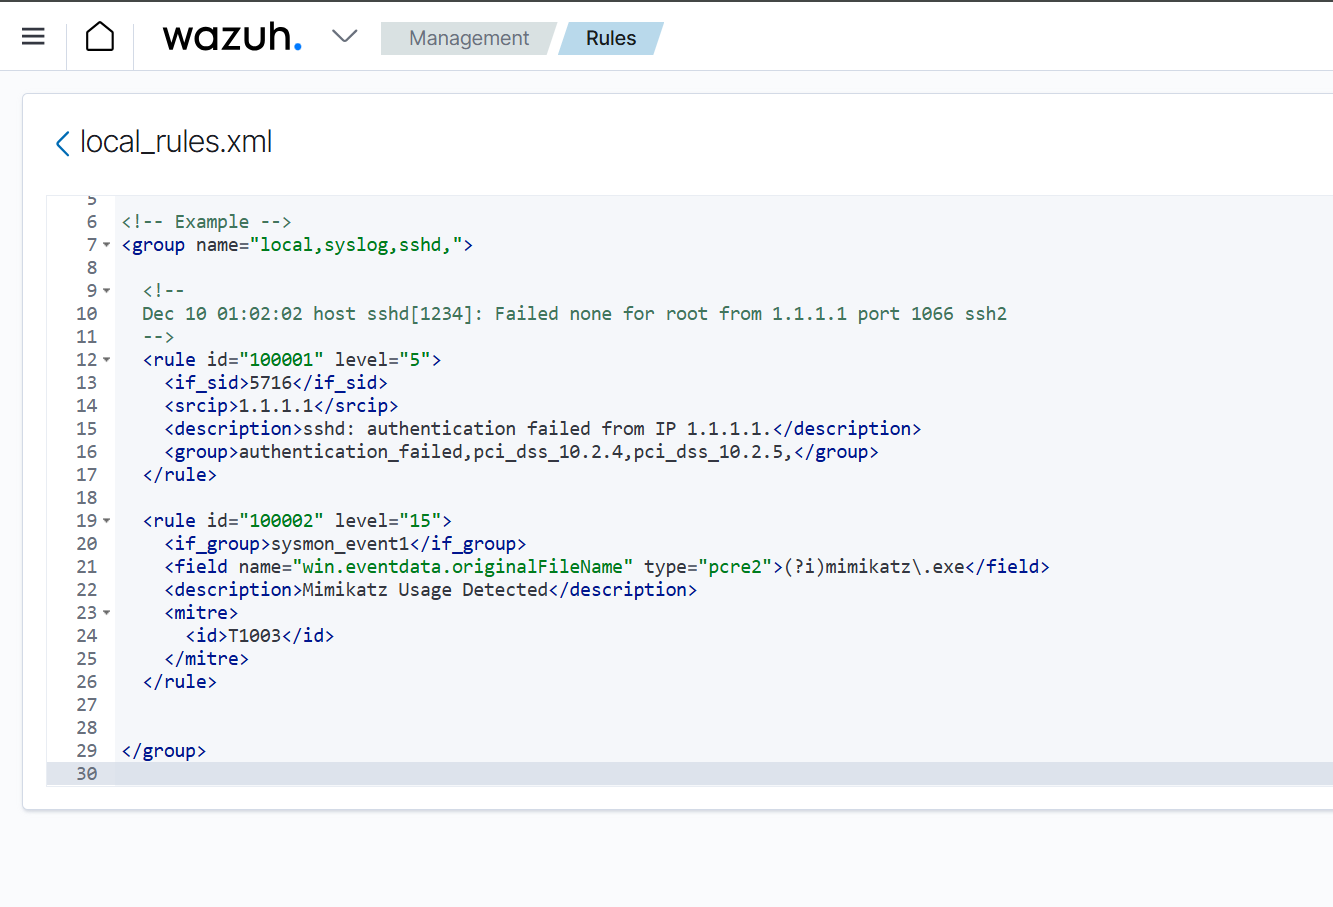 wazuh. Management Rules
local_rules.xml
5
6 <!-- Example -->
7 <group name="local,syslog,sshd,">
8
9 <!--
10 Dec 10 01:02:02 host sshd[1234]: Failed none for root from 1.1.1.1 port 1066 ssh2
11 -->
12 <rule id="100001" level="5">
13 <if_sid>5716</if_sid>
14 <srcip>1.1.1.1</srcip>
15 <description>sshd: authentication failed from IP 1.1.1.1.</description>
16 <group>authentication_failed,pci_dss_10.2.4,pci_dss_10.2.5,</group>
17 </rule>
18
19 <rule id="100002" level="15">
20 <if_group>sysmon_event1</if_group>
21 <field name="win.eventdata.originalFileName" type="pcre2">(?i)mimikatz\.exe</field>
22 <description>Mimikatz Usage Detected</description>
23 <mitre>
24 <id>T1003</id>
25 </mitre>
26 </rule>
27
28
29 </group>
30